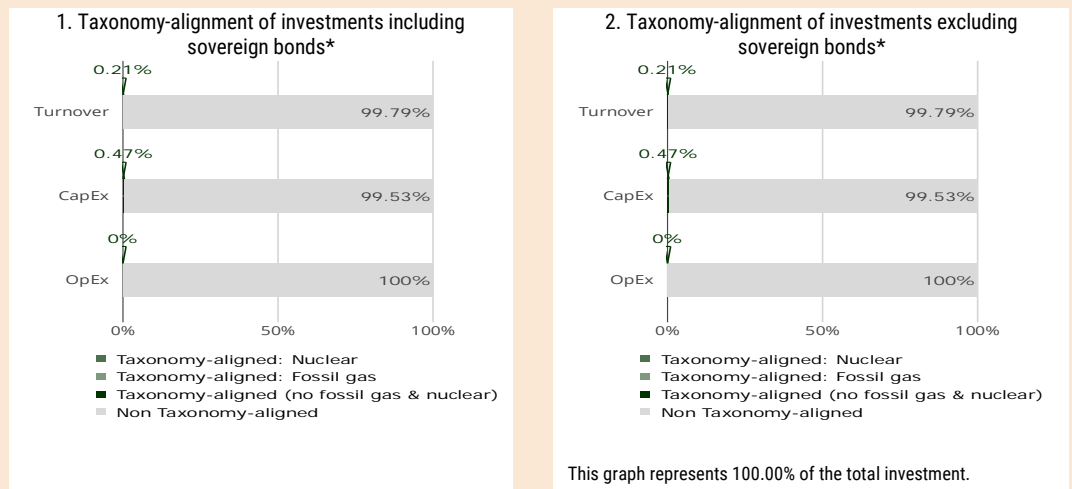 1. Taxonomy-alignment of investments including
sovereign bonds*
0.21%
Turnover
99.79%
0.47%
CapEx
99.53%
0%
OpEx
100%
0%
50%
100%
Taxonomy-aligned: Nuclear
Taxonomy-aligned: Fossil gas
Taxonomy-aligned (no fossil gas & nuclear)
Non Taxonomy-aligned
2. Taxonomy-alignment of investments excluding
sovereign bonds*
0.21%
Turnover
99.79%
0.47%
CapEx
99.53%
0%
OpEx
100%
0%
50%
100%
Taxonomy-aligned: Nuclear
Taxonomy-aligned: Fossil gas
Taxonomy-aligned (no fossil gas & nuclear)
Non Taxonomy-aligned
This graph represents 100.00% of the total investment.